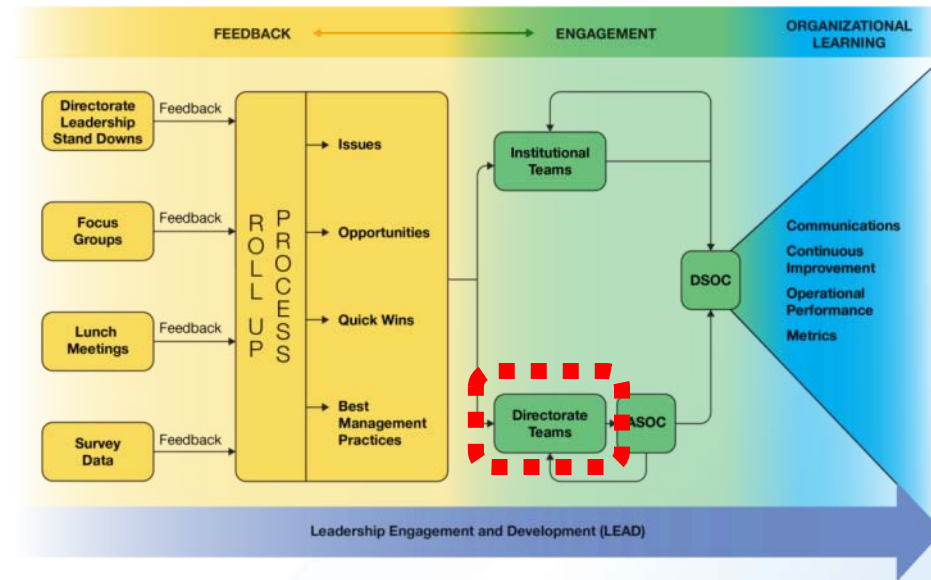 FEEDBACK
ENGAGEMENT
ORGANIZATIONAL
LEARNING
Directorate
Leadership
Stand Downs
Feedback
Focus
Groups
Feedback
Lunch
Meetings
Feedback
Survey
Data
Feedback
ROLL UP
PROCESS
Issues
Opportunities
Quick Wins
Best
Management
Practices
Institutional
Teams
Directorate
Teams
ASOC
DSOC
Communications
Continuous
Improvement
Operational
Performance
Metrics
Leadership Engagement and Development (LEAD)